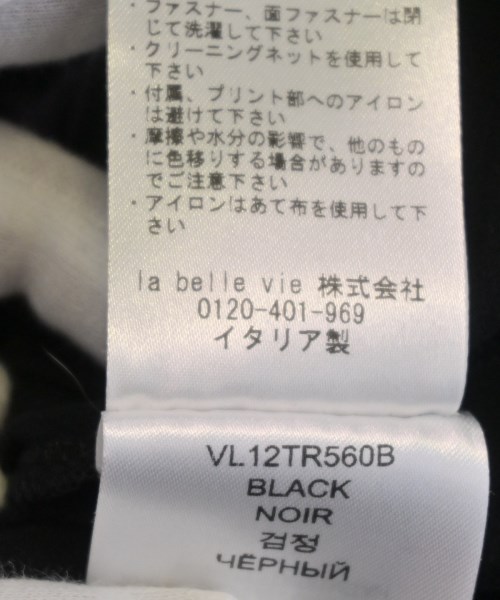 ・ファスナー、面ファスナーは閉
じて洗濯して下さい
・クリーニングネットを使用して
下さい
・付属、プリント部へのアイロン
は避けて下さい
・摩擦や水分の影響で、他のもの
に色移りする場合がありますの
でご注意下さい
・アイロンはあて布を使用して下
さい
la belle vie 株式会社
0120-401-969
イタリア製
VL12TR560B
BLACK
NOIR
검정
ЧЁРНЫЙ